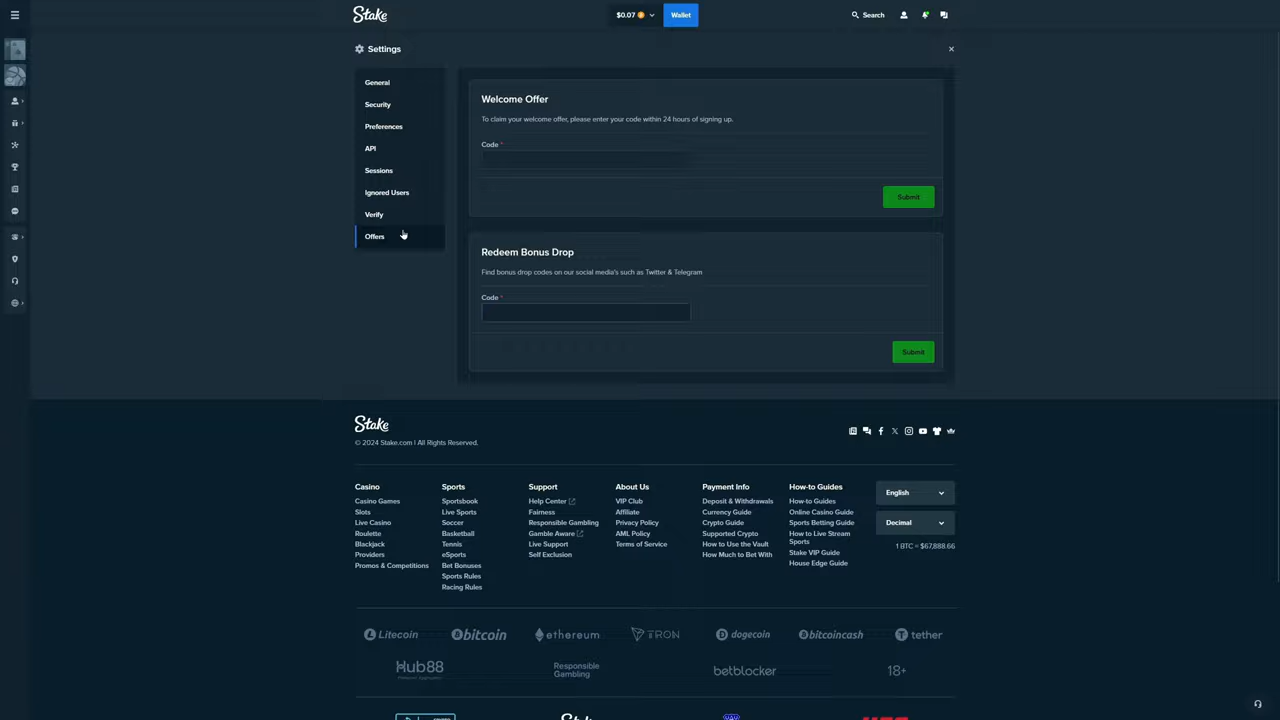 Stake
$0.07
Wallet
Search
Settings
General
Security
Preferences
API
Sessions
Ignored Users
Verify
Offers
Welcome Offer
To claim your welcome offer, please enter your code within 24 hours of signing up.
Code *
Submit
Redeem Bonus Drop
Find bonus drop codes on our social media's such as Twitter & Telegram
Code *
Submit
Stake
© 2024 Stake.com | All Rights Reserved.
Casino
Casino Games
Slots
Live Casino
Roulette
Blackjack
Providers
Promos & Competitions
Sports
Sportsbook
Live Sports
Soccer
Basketball
Tennis
eSports
Bet Bonuses
Sports Rules
Racing Rules
Support
Help Center
Fairness
Responsible Gambling
Gamble Aware
Live Support
Self Exclusion
About Us
VIP Club
Affiliate
Privacy Policy
AML Policy
Terms of Service
Payment Info
Deposit & Withdrawals
Currency Guide
Crypto Guide
Supported Crypto
How to Use the Vault
How Much to Bet With
How-to Guides
How-to Guides
Online Casino Guide
Sports Betting Guide
How to Live Stream
Sports
Stake VIP Guide
House Edge Guide
English
Decimal
1 BTC = $67,888.66
Litecoin
bitcoin
ethereum
TRON
dogecoin
bitcoincash
tether
Hub88
Responsible
Gambling
betblocker
18+